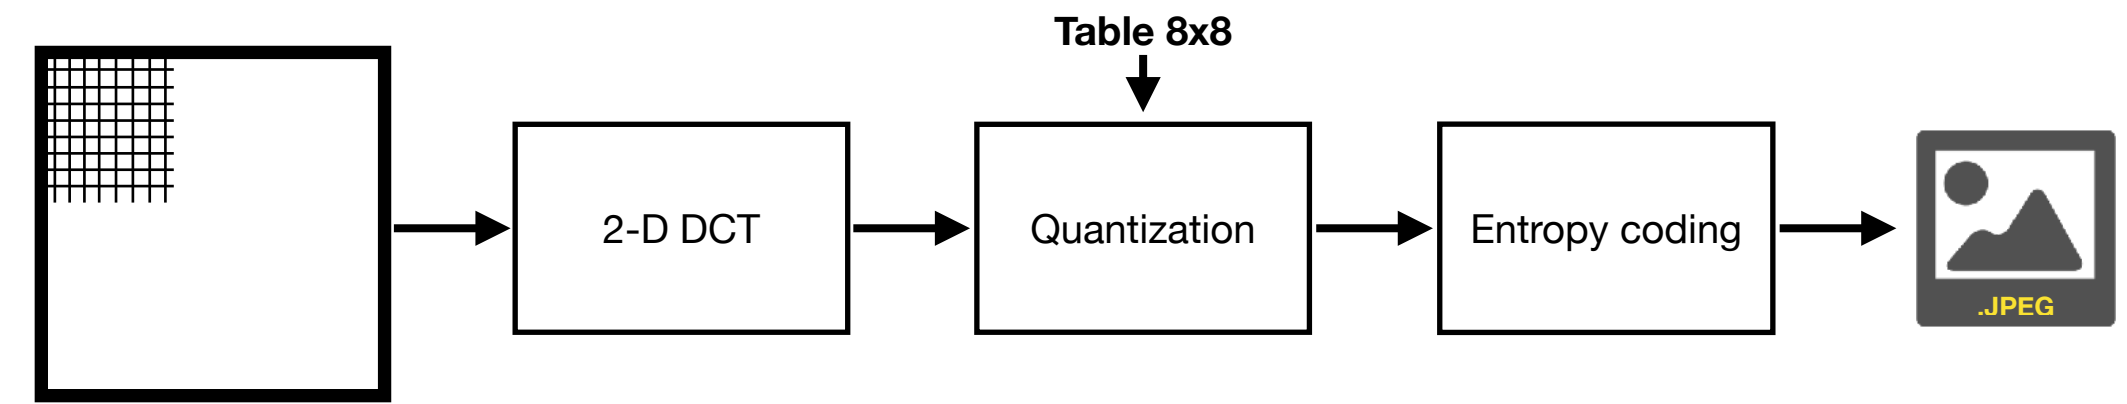 Table 8x8
2-D DCT
Quantization
Entropy coding
.JPEG